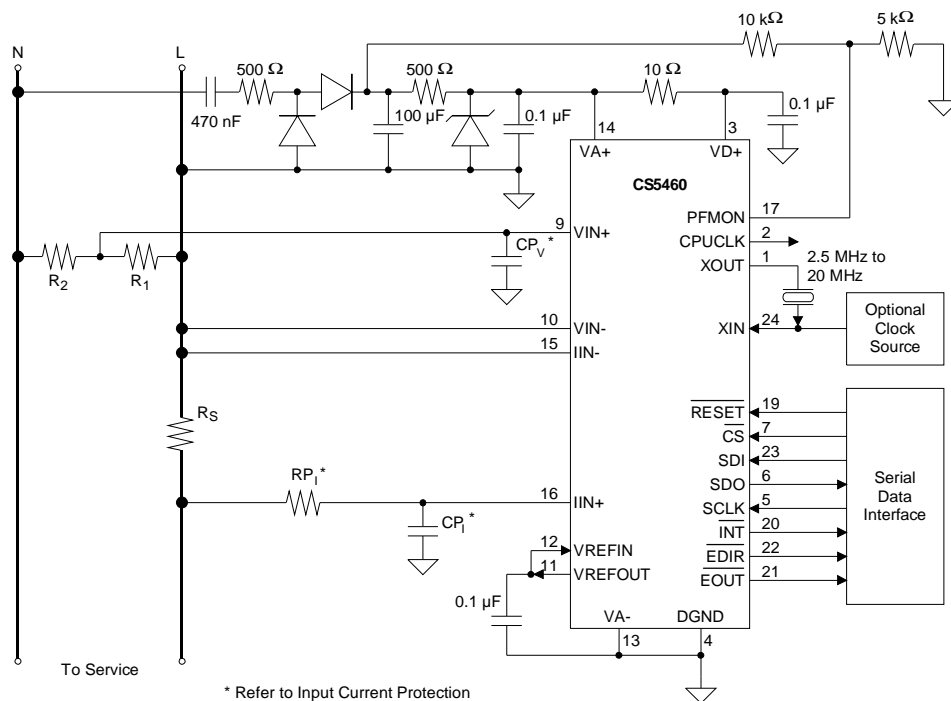 N
L
470 nF
500 Ω
100 µF
500 Ω
0.1 µF
10 Ω
10 kΩ
5 kΩ
0.1 µF
14
VA+
3
VD+
CS5460
9
VIN+
CPV*
R2
R1
10
VIN-
15
IIN-
RS
RPI*
16
IIN+
CPI*
12
VREFIN
11
VREFOUT
0.1 µF
VA-
13
DGND
4
PFMON
17
CPUCLK
2
XOUT
1
2.5 MHz to
20 MHz
XIN
24
Optional
Clock
Source
RESET
19
CS
7
SDI
23
SDO
6
SCLK
5
INT
20
EDIR
22
EOUT
21
Serial
Data
Interface
To Service
* Refer to Input Current Protection